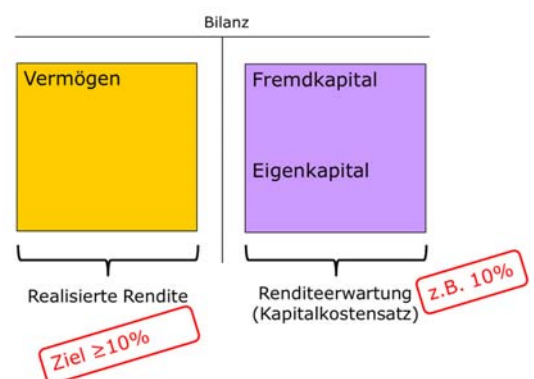 Bilanz
Vermögen
Fremdkapital
Eigenkapital
Realisierte Rendite
Renditeerwartung
(Kapitalkostensatz)
z.B. 10%
Ziel ≥10%